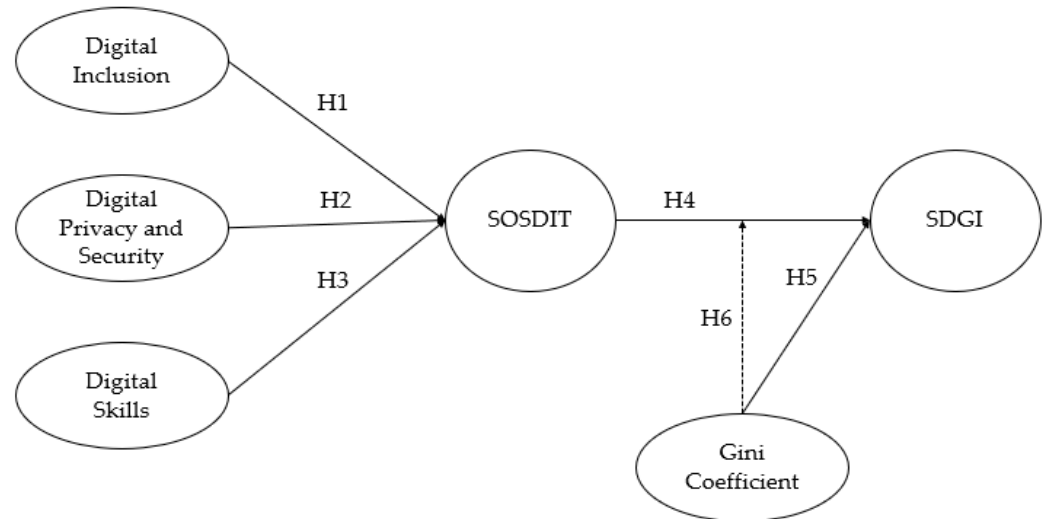 Digital
Inclusion
H1
Digital
Privacy and
Security
H2
H3
Digital
Skills
SOSDIT
H4
SDGI
H5
H6
Gini
Coefficient